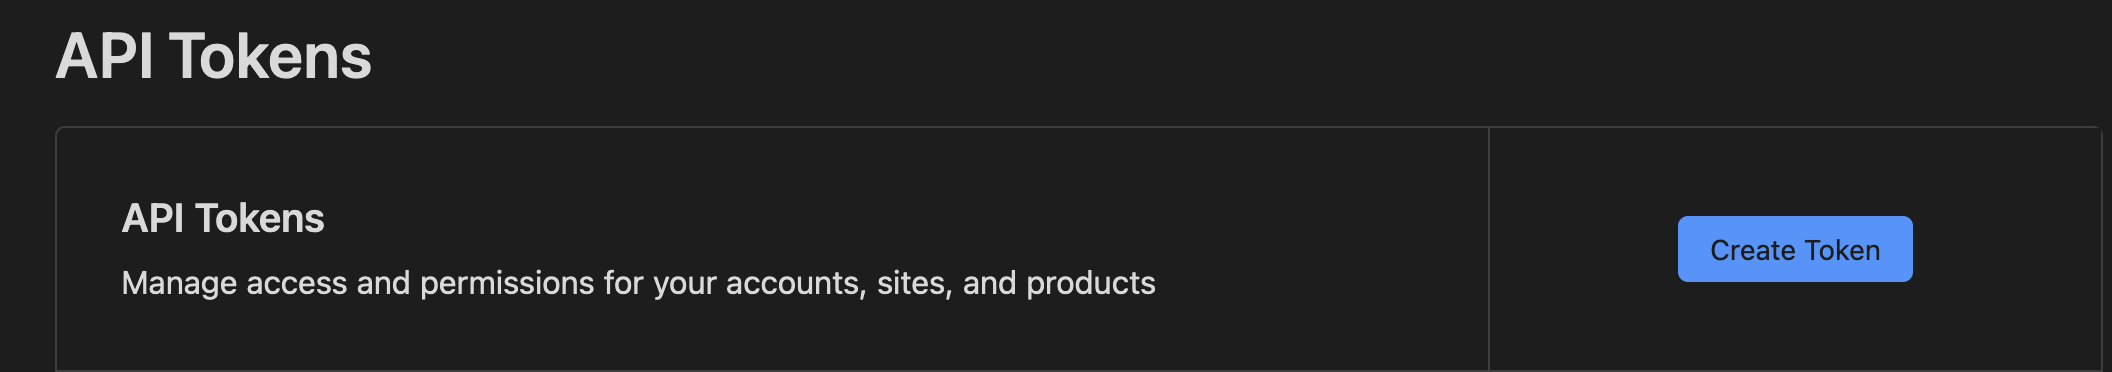 API Tokens
API Tokens
Manage access and permissions for your accounts, sites, and products
Create Token